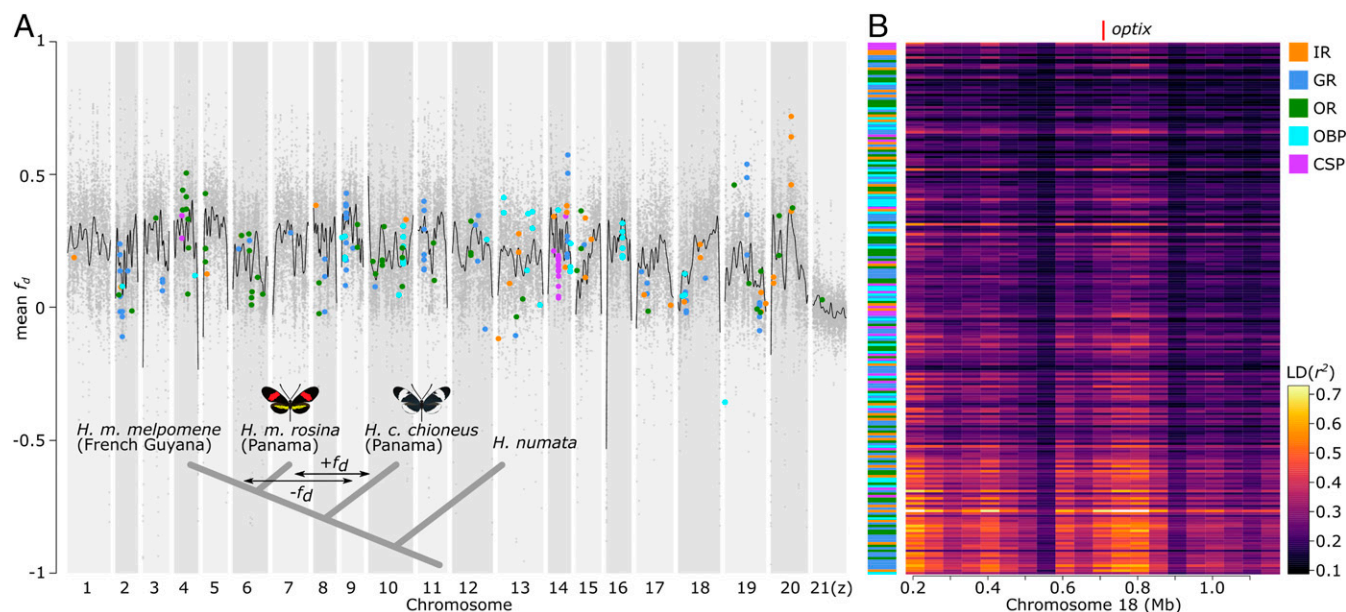 A
B
optix
1
0.5
0
-0.5
-1
mean fd
IR
GR
OR
OBP
CSP
H. m. melpomene
(French Guyana)
H. m. rosina
(Panama)
H. c. chioneus
(Panama)
H. numata
+fd
-fd
LD(r2)
0.7
0.6
0.5
0.4
0.3
0.2
0.1
1 2 3 4 5 6 7 8 9 10 11 12 13 14 15 16 17 18 19 20 21(z)
Chromosome
0.2 0.4 0.6 0.8 1.0
Chromosome 18 (Mb)